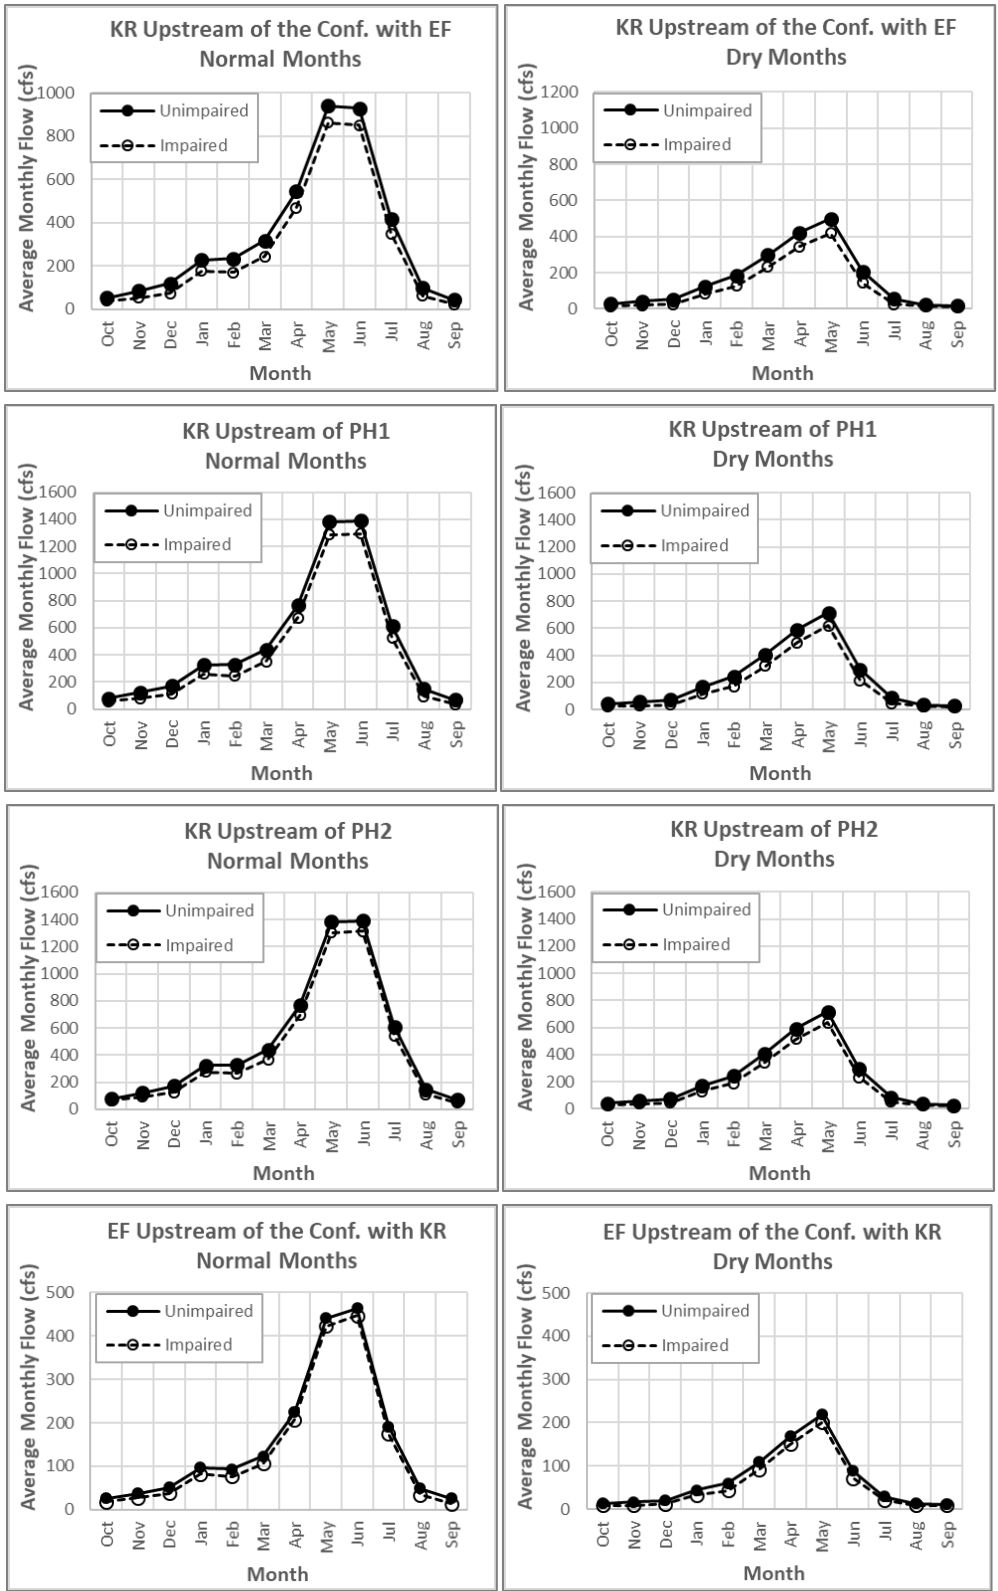 KR Upstream of the Conf. with EF
Normal Months
Average Monthly Flow (cfs)
1000
800
600
400
200
0
Unimpaired
Impaired
Oct Nov Dec Jan Feb Mar Apr May Jun Jul Aug Sep
Month
KR Upstream of the Conf. with EF
Dry Months
Average Monthly Flow (cfs)
1200
1000
800
600
400
200
0
Unimpaired
Impaired
Oct Nov Dec Jan Feb Mar Apr May Jun Jul Aug Sep
Month
KR Upstream of PH1
Normal Months
Average Monthly Flow (cfs)
1600
1400
1200
1000
800
600
400
200
0
Unimpaired
Impaired
Oct Nov Dec Jan Feb Mar Apr May Jun Jul Aug Sep
Month
KR Upstream of PH1
Dry Months
Average Monthly Flow (cfs)
1600
1400
1200
1000
800
600
400
200
0
Unimpaired
Impaired
Oct Nov Dec Jan Feb Mar Apr May Jun Jul Aug Sep
Month
KR Upstream of PH2
Normal Months
Average Monthly Flow (cfs)
1600
1400
1200
1000
800
600
400
200
0
Unimpaired
Impaired
Oct Nov Dec Jan Feb Mar Apr May Jun Jul Aug Sep
Month
KR Upstream of PH2
Dry Months
Average Monthly Flow (cfs)
1600
1400
1200
1000
800
600
400
200
0
Unimpaired
Impaired
Oct Nov Dec Jan Feb Mar Apr May Jun Jul Aug Sep
Month
EF Upstream of the Conf. with KR
Normal Months
Average Monthly Flow (cfs)
500
400
300
200
100
0
Unimpaired
Impaired
Oct Nov Dec Jan Feb Mar Apr May Jun Jul Aug Sep
Month
EF Upstream of the Conf. with KR
Dry Months
Average Monthly Flow (cfs)
500
400
300
200
100
0
Unimpaired
Impaired
Oct Nov Dec Jan Feb Mar Apr May Jun Jul Aug Sep
Month